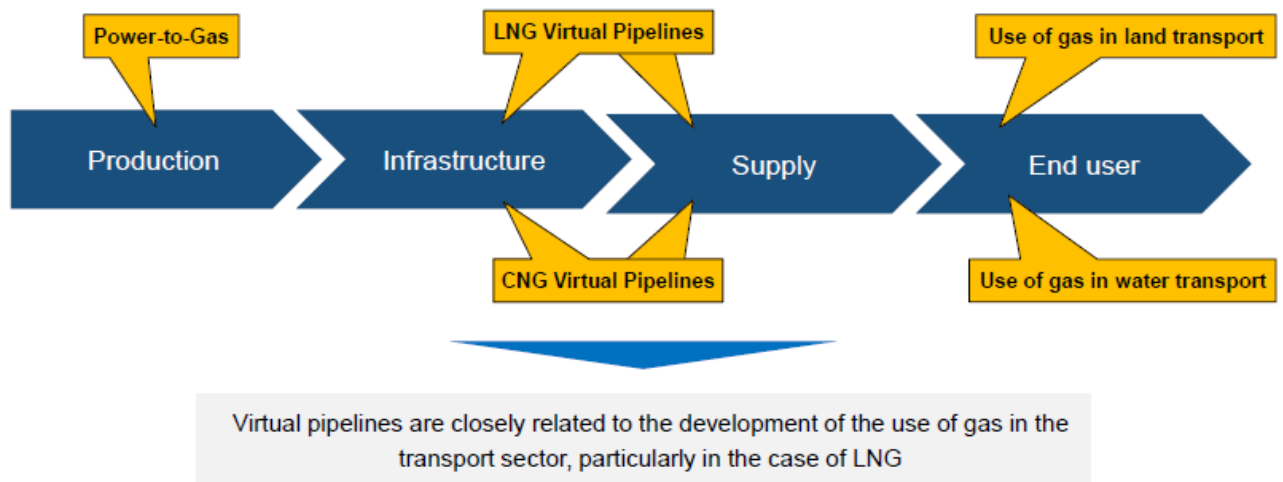 Power-to-Gas
LNG Virtual Pipelines
Use of gas in land transport
Production
Infrastructure
Supply
End user
CNG Virtual Pipelines
Use of gas in water transport
Virtual pipelines are closely related to the development of the use of gas in the
transport sector, particularly in the case of LNG